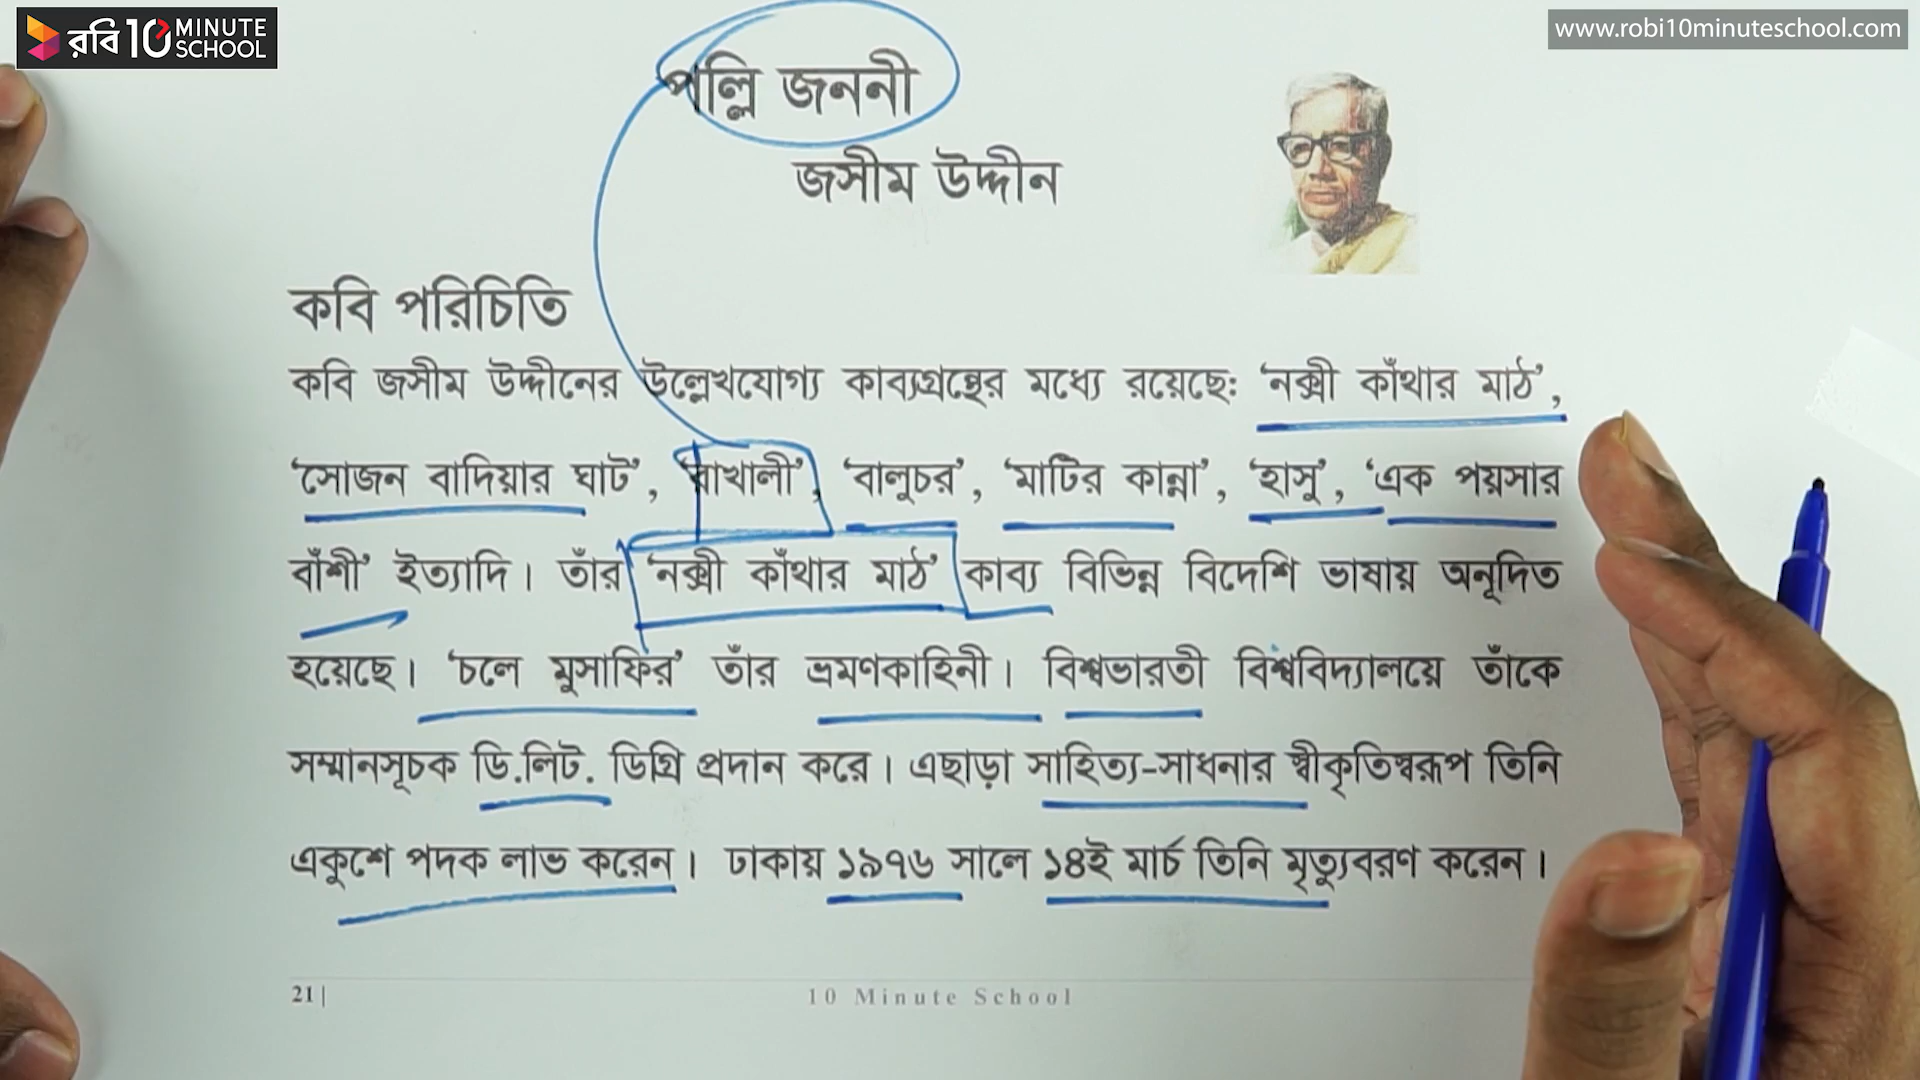 রবি 10 MINUTE SCHOOL
www.robi10minuteschool.com
পল্লি জননী
জসীম উদ্দীন
কবি পরিচিতি
কবি জসীম উদ্দীনের উল্লেখযোগ্য কাব্যগ্রন্থের মধ্যে রয়েছে: ‘নক্সী কাঁথার মাঠ’,
‘সোজন বাদিয়ার ঘাট’, ‘রাখালী’, ‘বালুচর’, ‘মাটির কান্না’, ‘হাসু’, ‘এক পয়সার
বাঁশী’ ইত্যাদি। তাঁর ‘নক্সী কাঁথার মাঠ’ কাব্য বিভিন্ন বিদেশি ভাষায় অনূদিত
হয়েছে। ‘চলে মুসাফির’ তাঁর ভ্রমণকাহিনী। বিশ্বভারতী বিশ্ববিদ্যালয়ে তাঁকে
সম্মানসূচক ডি.লিট. ডিগ্রি প্রদান করে। এছাড়া সাহিত্য-সাধনার স্বীকৃতিস্বরূপ তিনি
একুশে পদক লাভ করেন। ঢাকায় ১৯৭৬ সালে ১৪ই মার্চ তিনি মৃত্যুবরণ করেন।
21|
10 Minute School